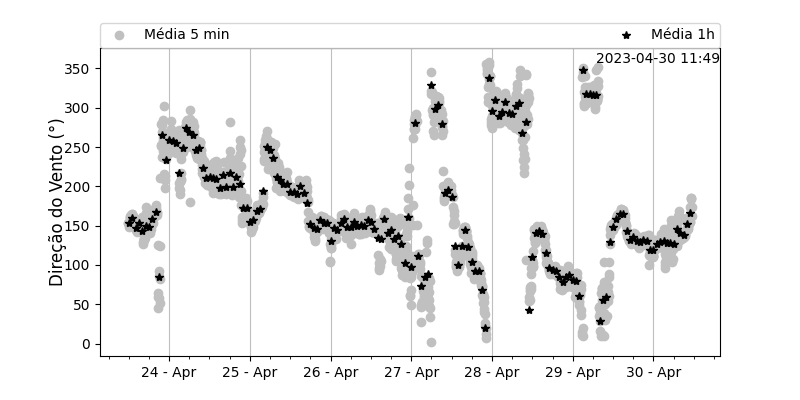 Média 5 min
Média 1h
2023-04-30 11:49
Direção do Vento (°)
350
300
250
200
150
100
50
0
24 - Apr
25 - Apr
26 - Apr
27 - Apr
28 - Apr
29 - Apr
30 - Apr